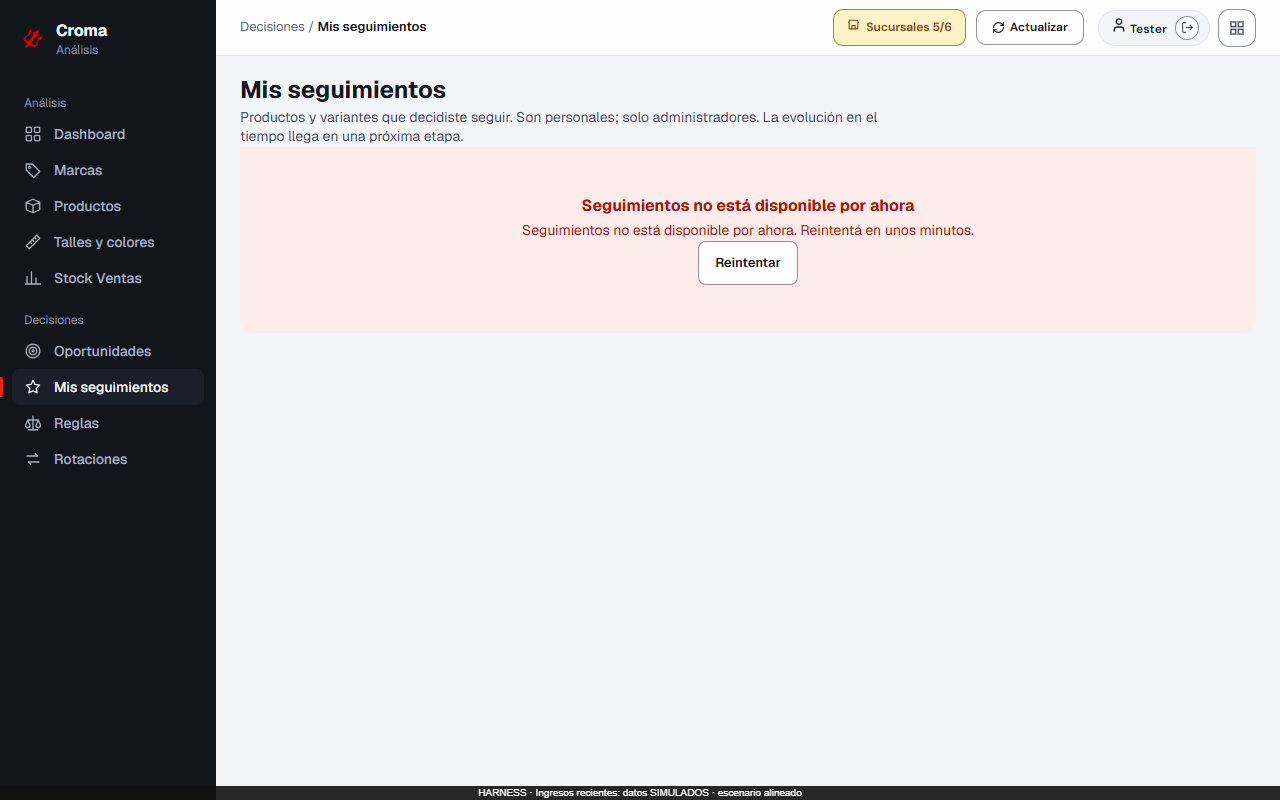 Croma
Análisis
Análisis
Dashboard
Marcas
Productos
Talles y colores
Stock Ventas
Decisiones
Oportunidades
Mis seguimientos
Reglas
Rotaciones
Decisiones / Mis seguimientos
Sucursales 5/6
Actualizar
Tester
Mis seguimientos
Productos y variantes que decidiste seguir. Son personales; solo administradores. La evolución en el
tiempo llega en una próxima etapa.
Seguimientos no está disponible por ahora
Seguimientos no está disponible por ahora. Reintentá en unos minutos.
Reintentar
HARNESS · Ingresos recientes: datos SIMULADOS · escenario alineado